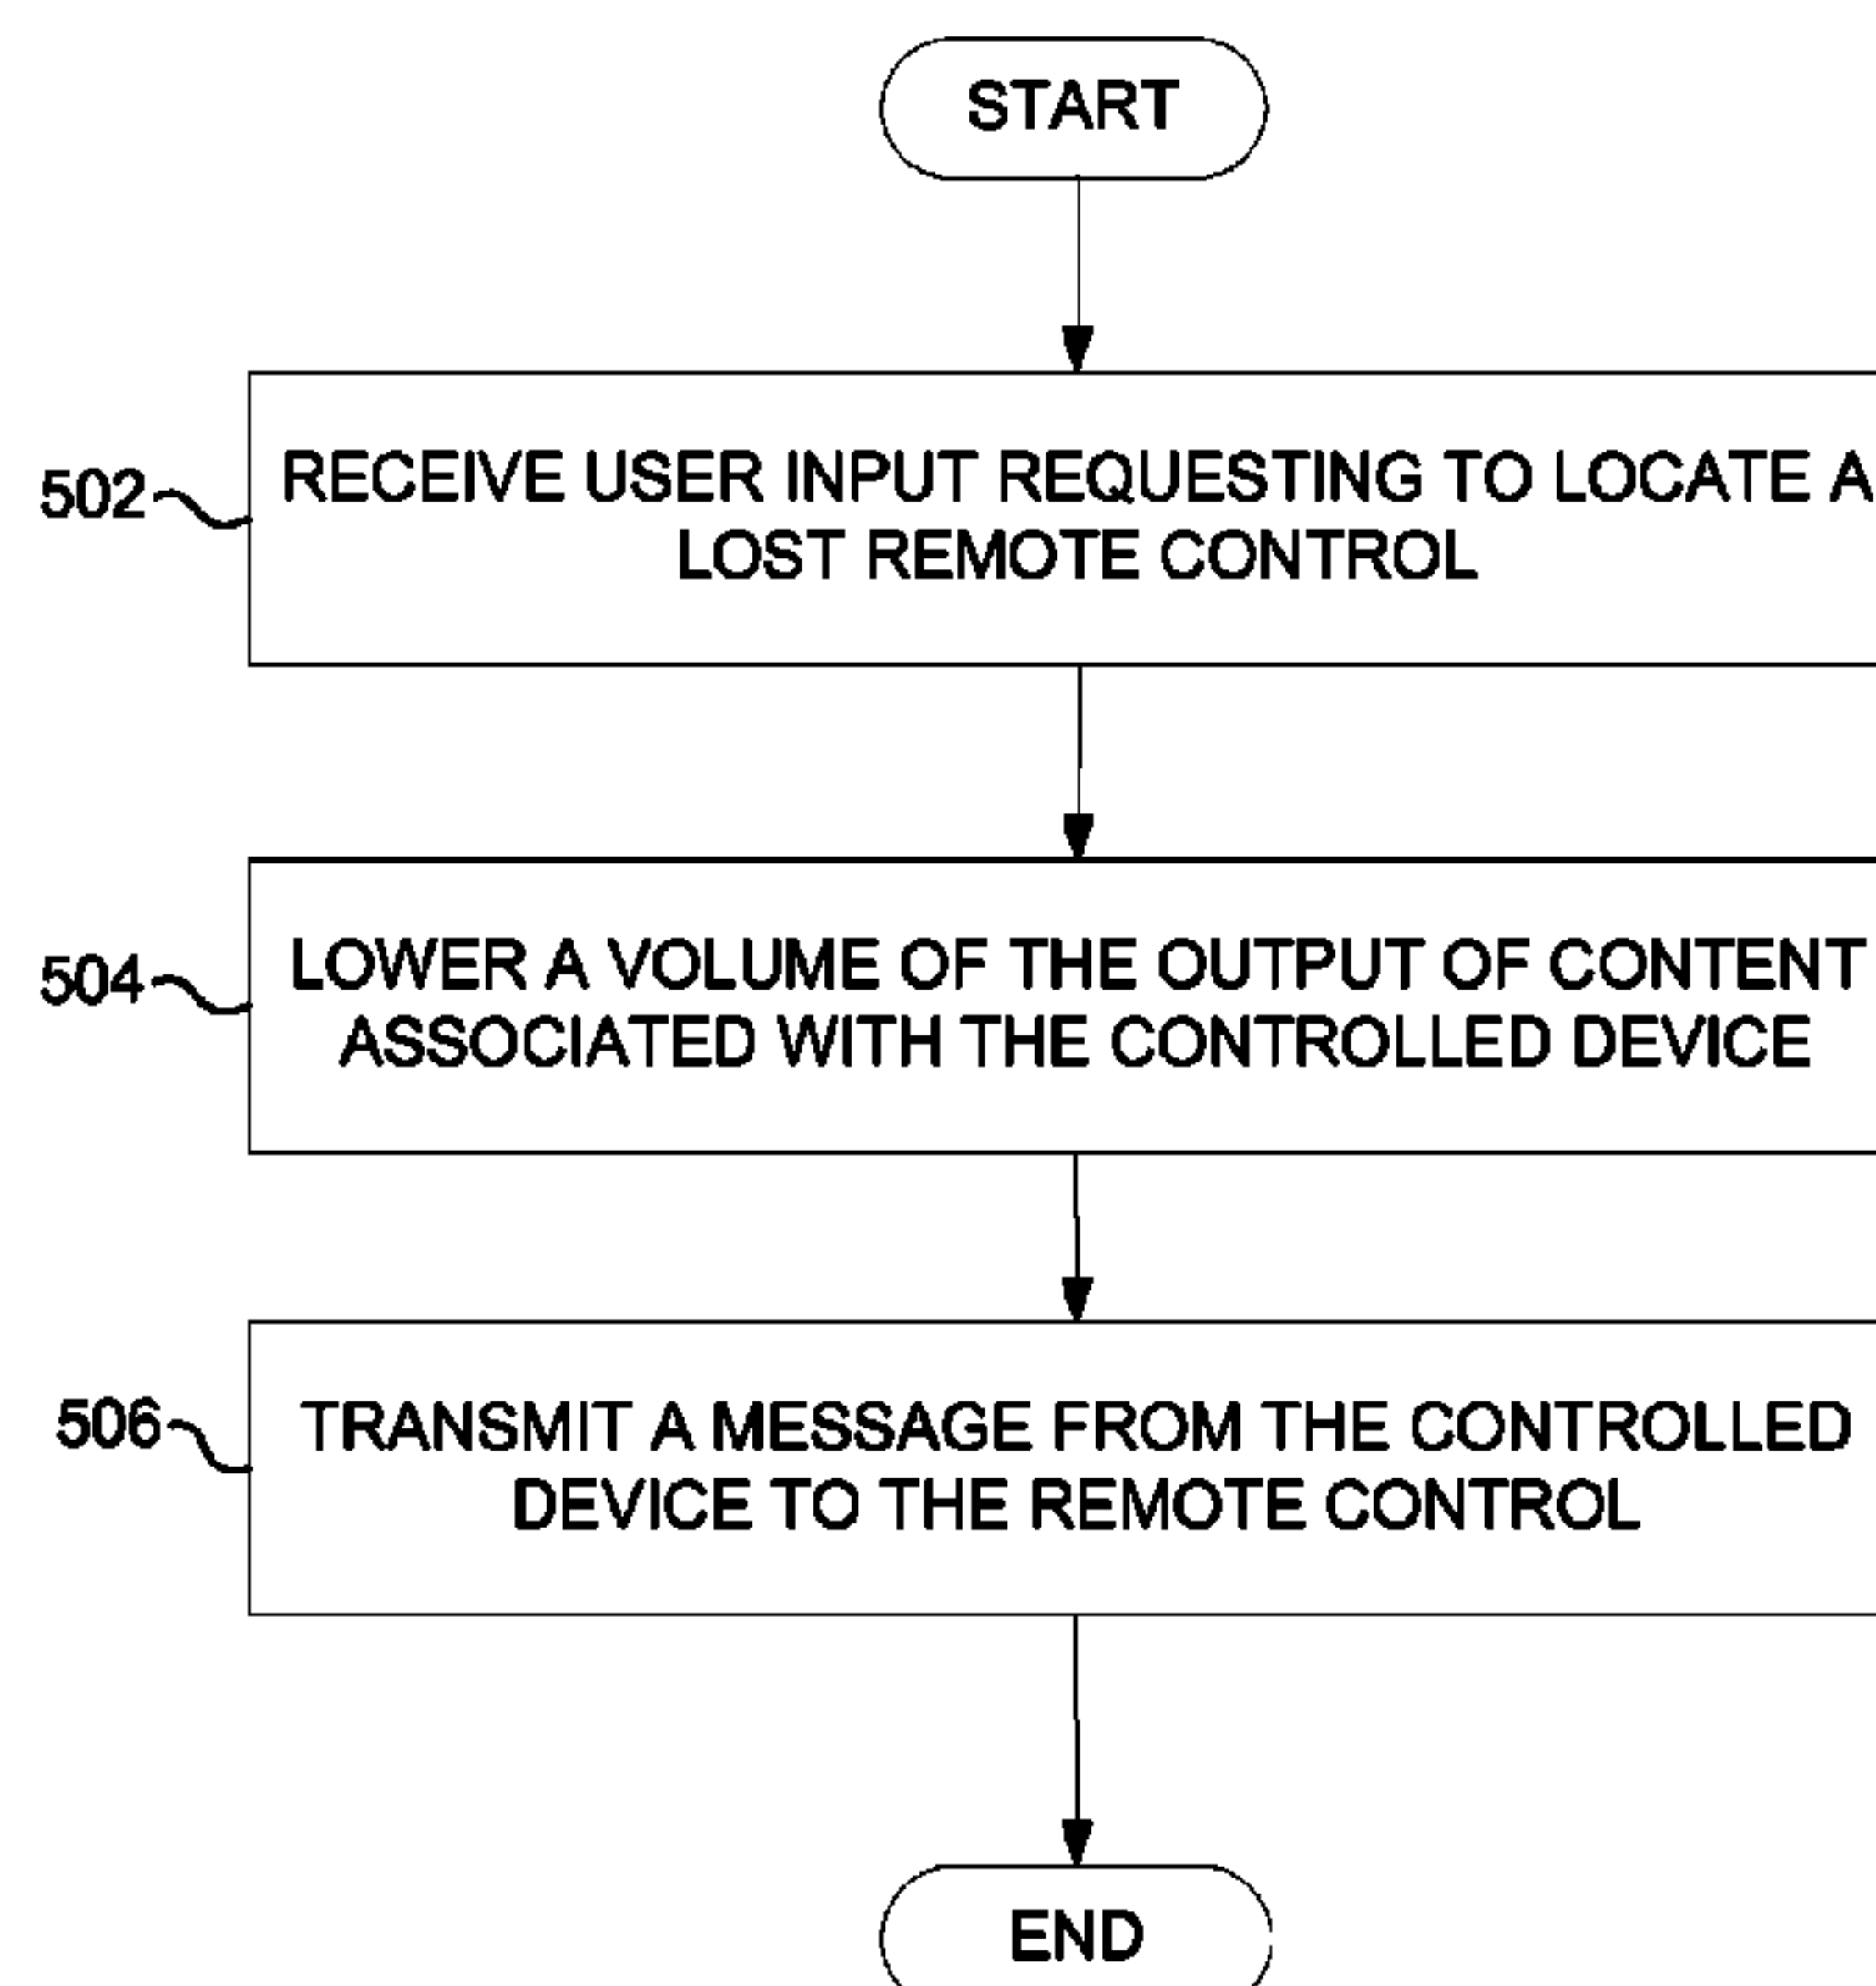 START
502
RECEIVE USER INPUT REQUESTING TO LOCATE A
LOST REMOTE CONTROL
504
LOWER A VOLUME OF THE OUTPUT OF CONTENT
ASSOCIATED WITH THE CONTROLLED DEVICE
506
TRANSMIT A MESSAGE FROM THE CONTROLLED
DEVICE TO THE REMOTE CONTROL
END